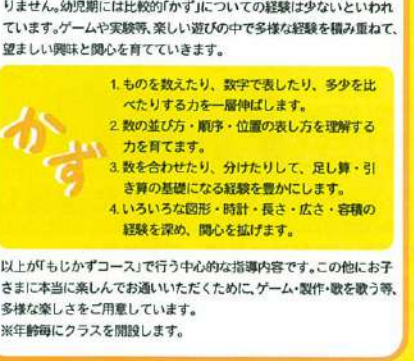 りません。幼児期には比較的「かず」についての経験は少ないといわれ
ています。ゲームや実験等、楽しい遊びの中で多様な経験を積み重ねて、
望ましい興味と関心を育てていきます。
かず
1. ものを数えたり、数字で表したり、多少を比
べたりする力を一層伸ばします。
2. 数の並び方・順序・位置の表し方を理解する
力を育てます。
3. 数を合わせたり、分けたりして、足し算・引
き算の基礎になる経験を豊かにします。
4. いろいろな図形・時計・長さ・広さ・容積の
経験を深め、関心を拡げます。
以上が「もじかずコース」で行う中心的な指導内容です。この他にお子
さまに本当に楽しんでお通いいただくために、ゲーム・製作・歌を歌う等、
多様な楽しさをご用意しています。
※年齢毎にクラスを開設します。